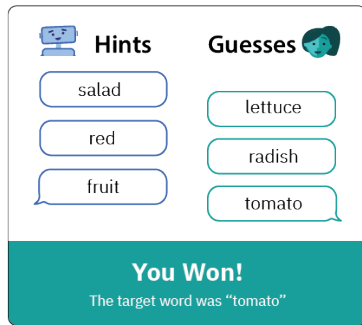 Hints
Guesses
salad
lettuce
red
radish
fruit
tomato
You Won!
The target word was “tomato”